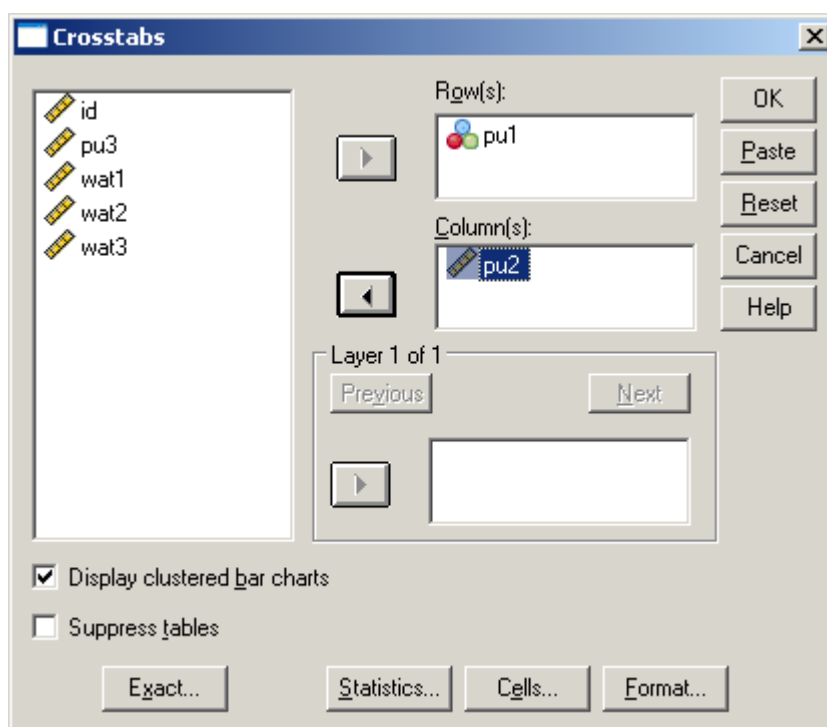 Crosstabs
id
pu3
wat1
wat2
wat3
Row(s):
pu1
Column(s):
pu2
Layer 1 of 1
Previous
Next
OK
Paste
Reset
Cancel
Help
Display clustered bar charts
Suppress tables
Exact...
Statistics...
Cells...
Format...